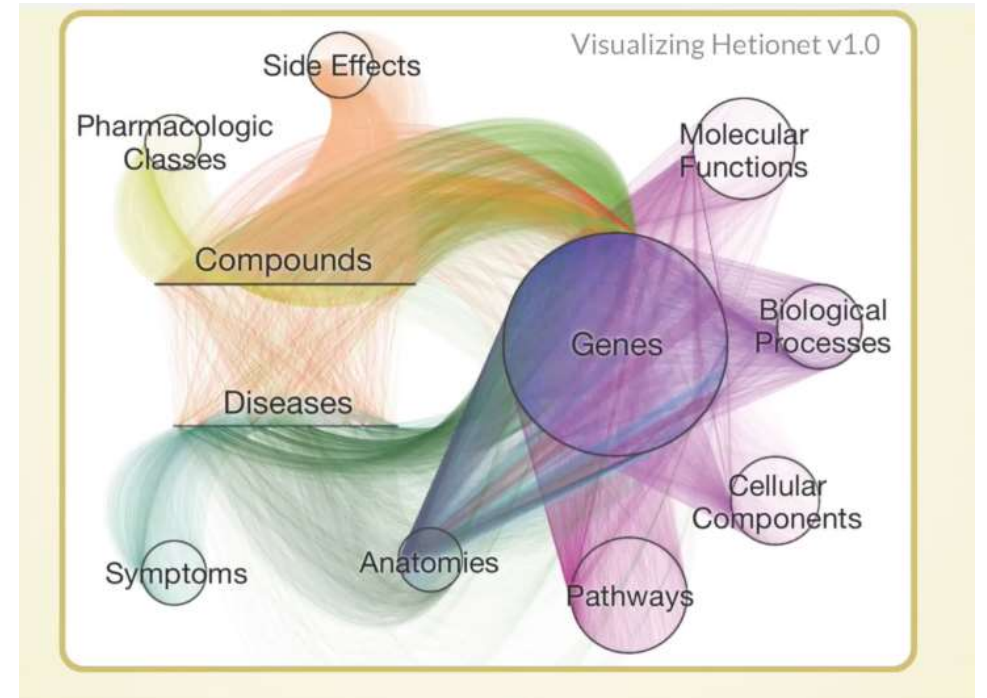 Visualizing Hetionet v1.0
Side Effects
Pharmacologic
Classes
Molecular
Functions
Compounds
Biological
Processes
Genes
Diseases
Cellular
Components
Anatomies
Symptoms
Pathways